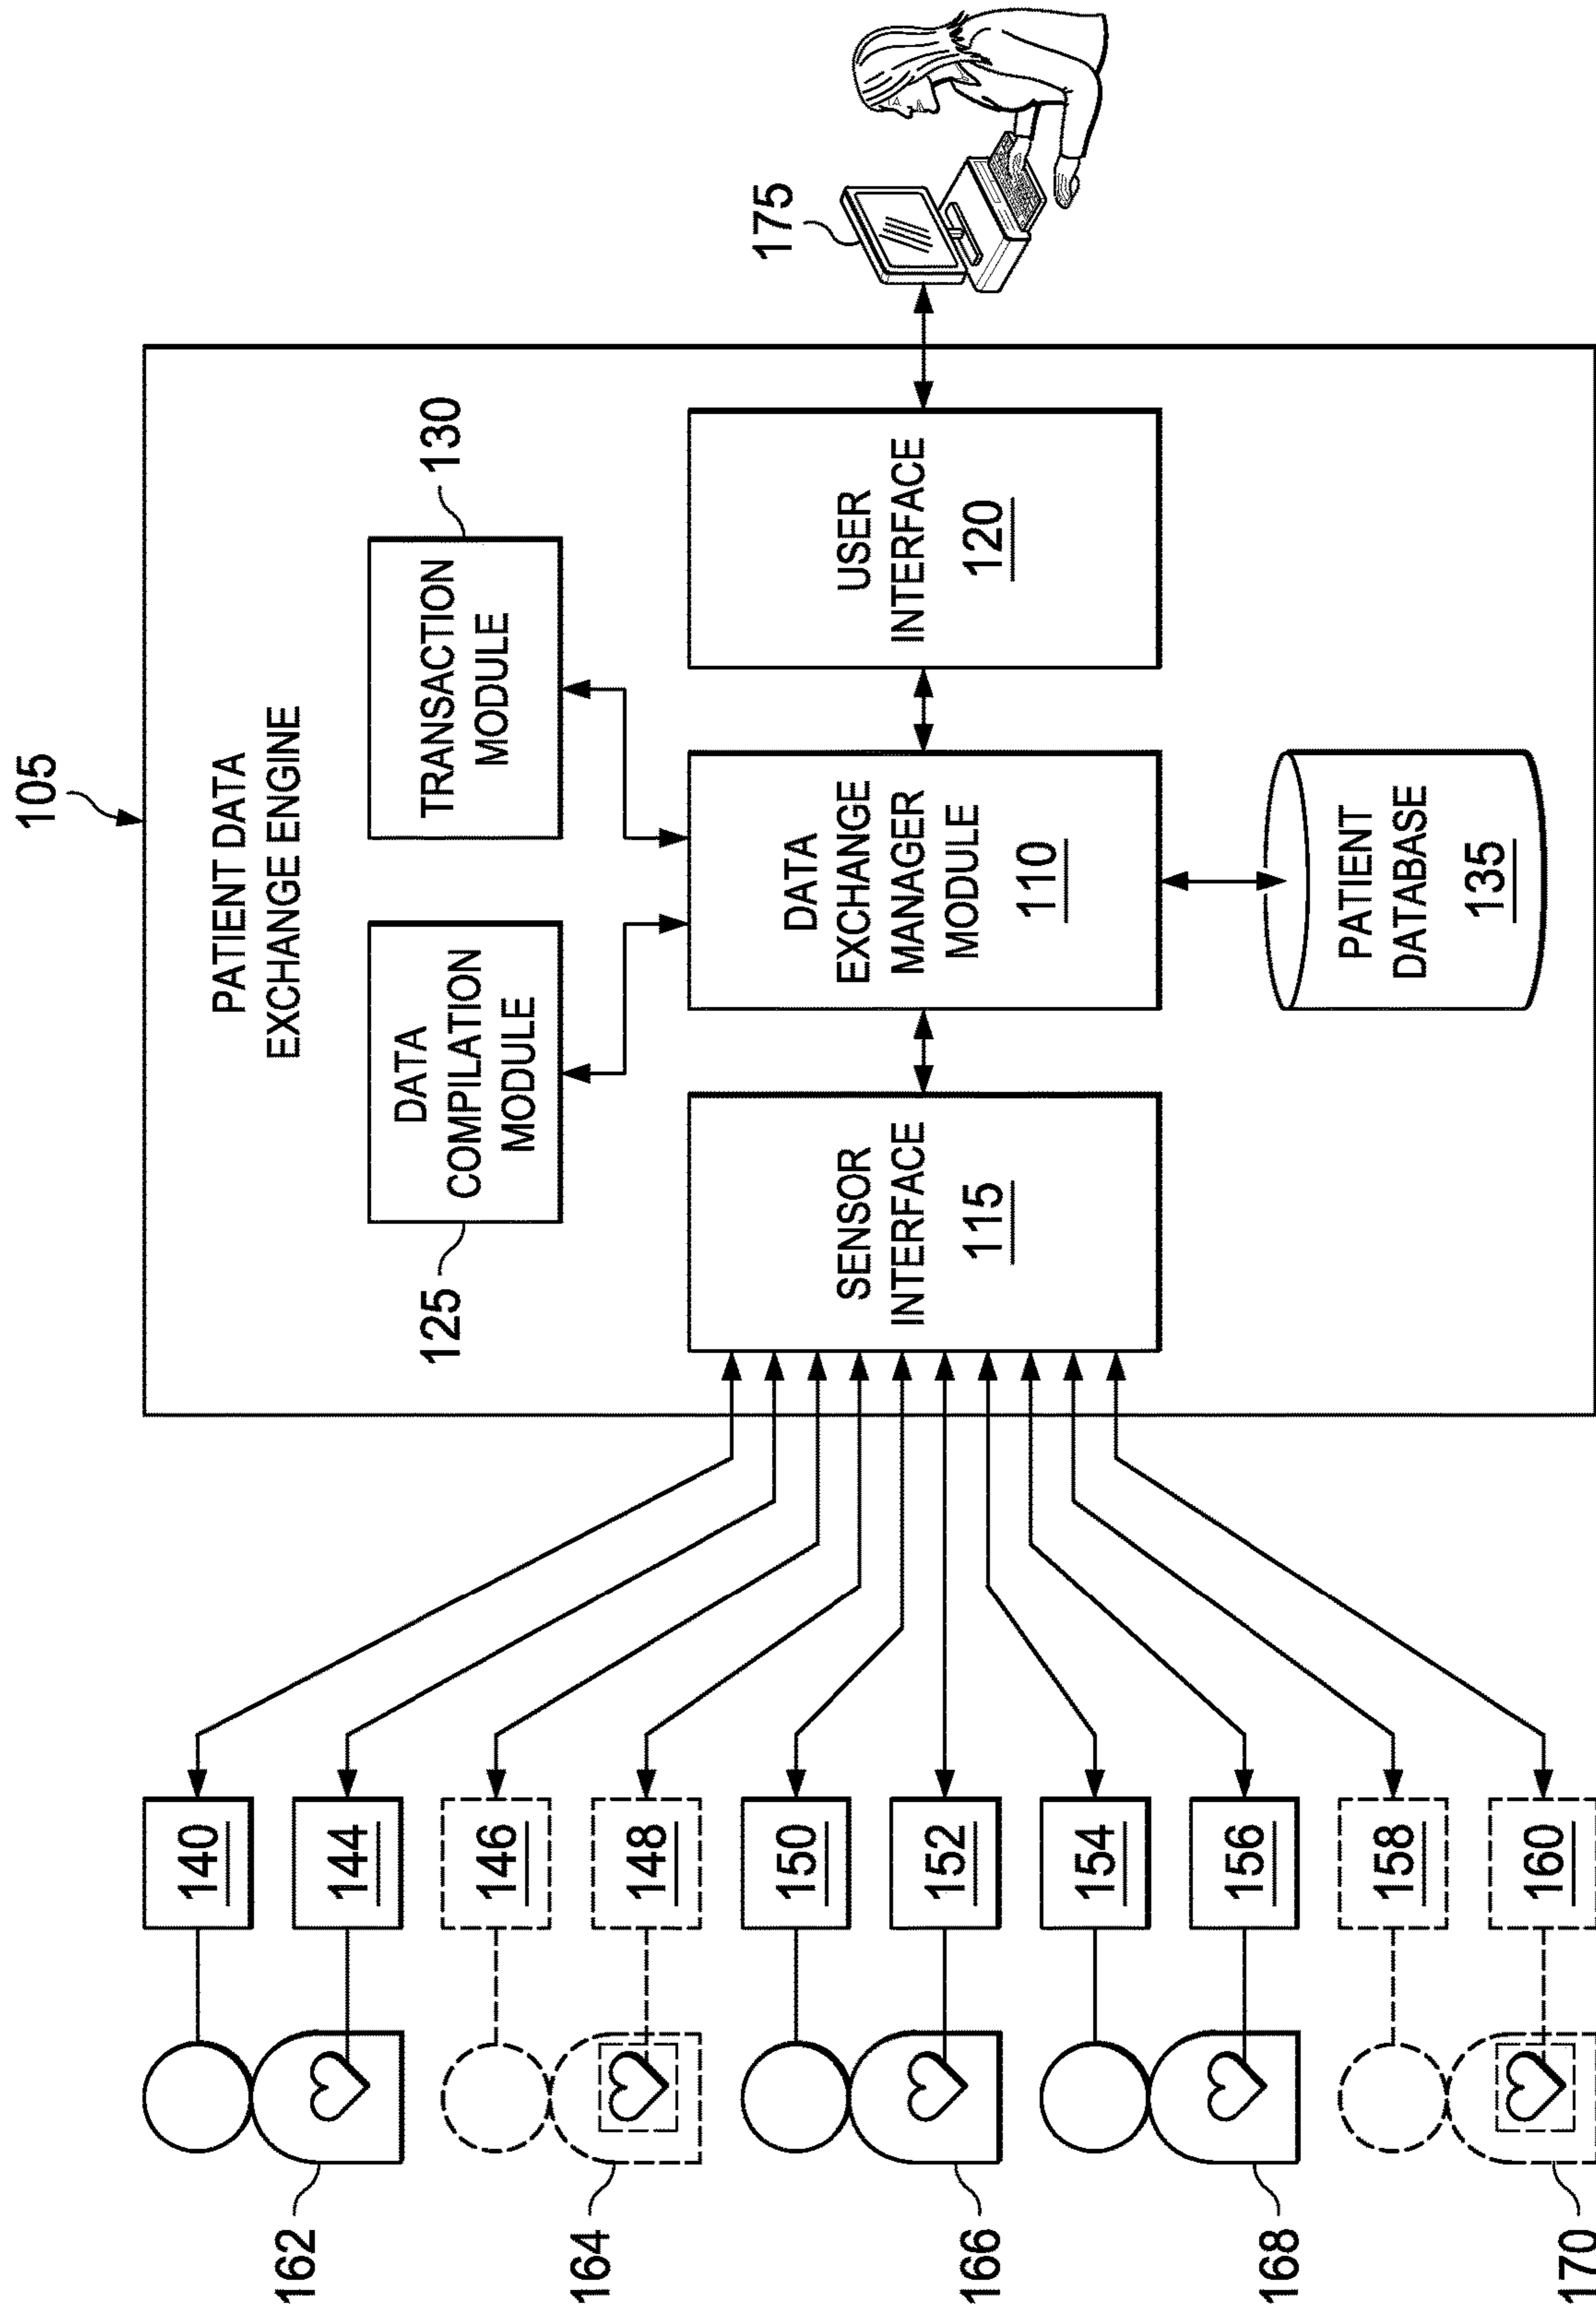 105
PATIENT DATA
EXCHANGE ENGINE
125
DATA
COMPILATION
MODULE
TRANSACTION
MODULE
130
SENSOR
INTERFACE
115
DATA
EXCHANGE
MANAGER
MODULE
110
USER
INTERFACE
120
175
PATIENT
DATABASE
135
162
140
144
164
146
148
166
150
152
168
154
156
170
158
160